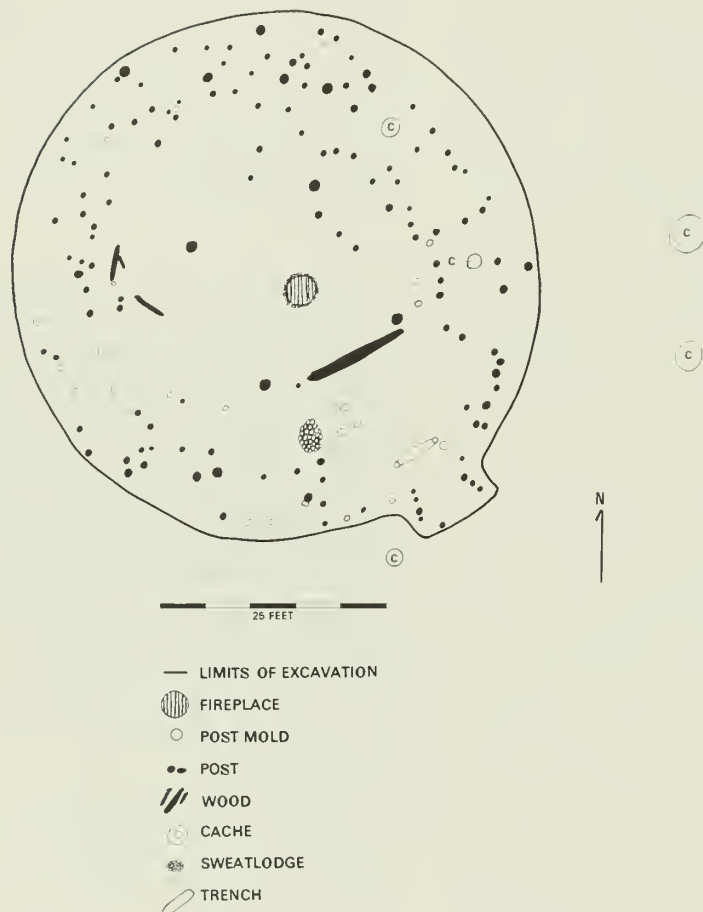 C
C
C
C
N
C
25 FEET
LIMITS OF EXCAVATION
FIREPLACE
POST MOLD
POST
WOOD
CACHE
SWEATLODGE
TRENCH